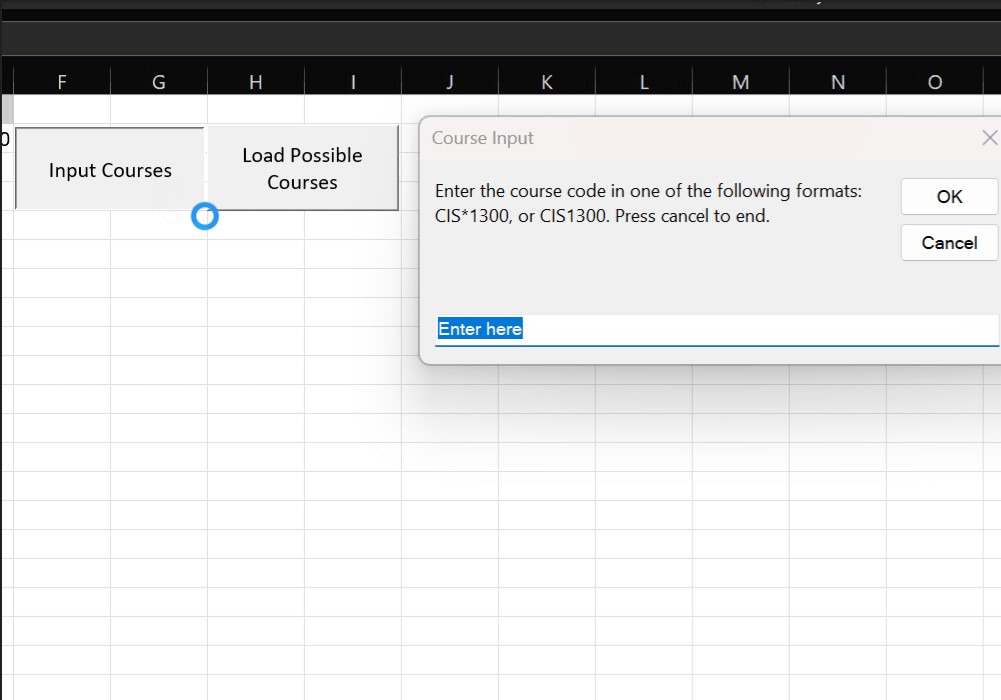 F G H I J K L M N O
0
Input Courses
Load Possible
Courses
Course Input
Enter the course code in one of the following formats:
CIS*1300, or CIS1300. Press cancel to end.
OK
Cancel
Enter here